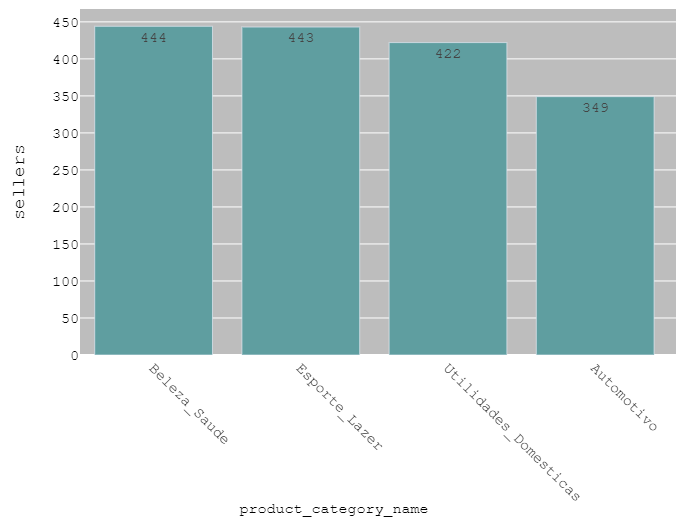 450
400
350
300
250
200
150
100
50
0
sellers
444
443
422
349
Beleza_Saude
Esporte_Lazer
Utilidades_Domesticas
Automotivo
product_category_name